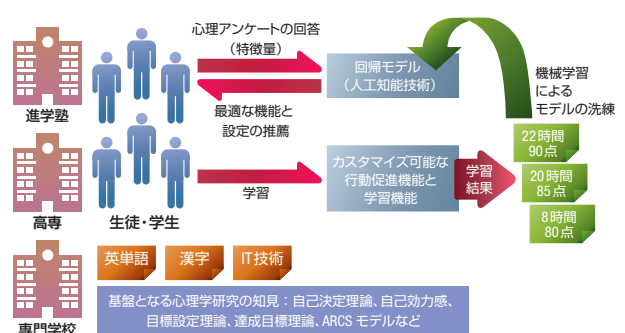 心理アンケートの回答
（特徴量）
回帰モデル
（人工知能技術）
機械学習
による
モデルの洗練
最適な機能と
設定の推薦
進学塾
22時間
90点
20時間
85点
8時間
80点
カスタマイズ可能な
行動促進機能と
学習機能
学習
結果
学習
高専
生徒・学生
英単語
漢字
IT技術
専門学校
基盤となる心理学研究の知見：自己決定理論、自己効力感、
目標設定理論、達成目標理論、ARCS モデルなど